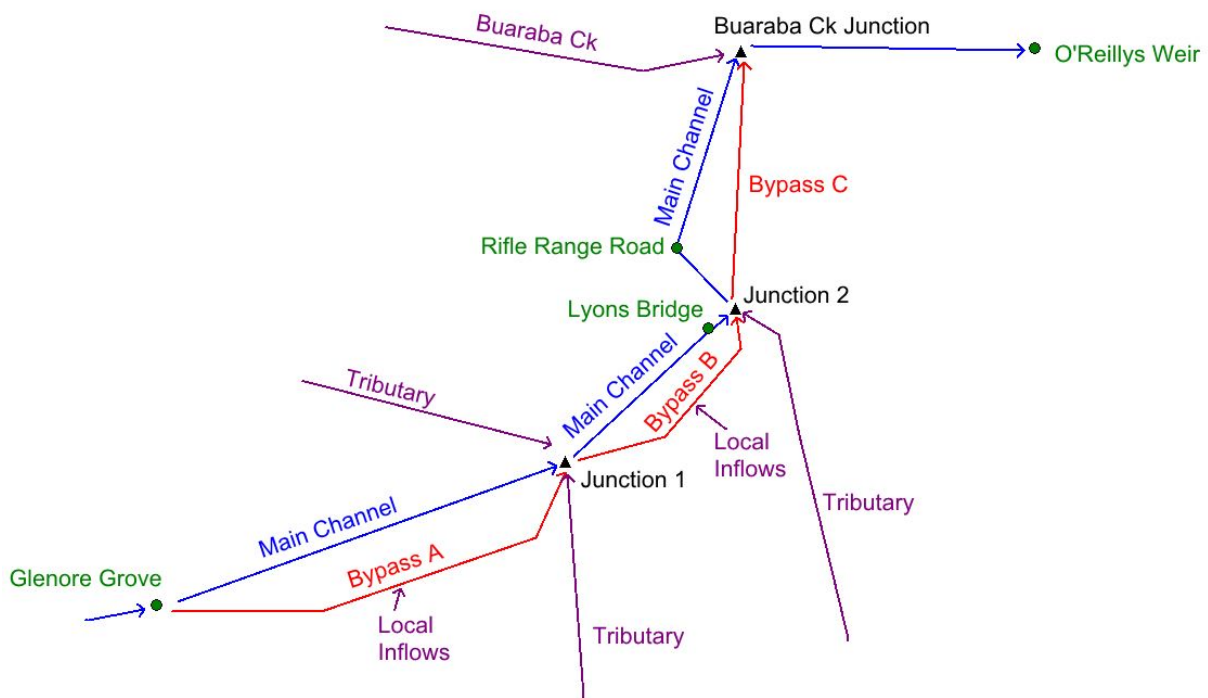 Buaraba Ck
Buaraba Ck Junction
O'Reillys Weir
Main Channel
Bypass C
Rifle Range Road
Junction 2
Lyons Bridge
Tributary
Main Channel
Bypass B
Local
Inflows
Junction 1
Tributary
Main Channel
Bypass A
Glenore Grove
Local
Inflows
Tributary